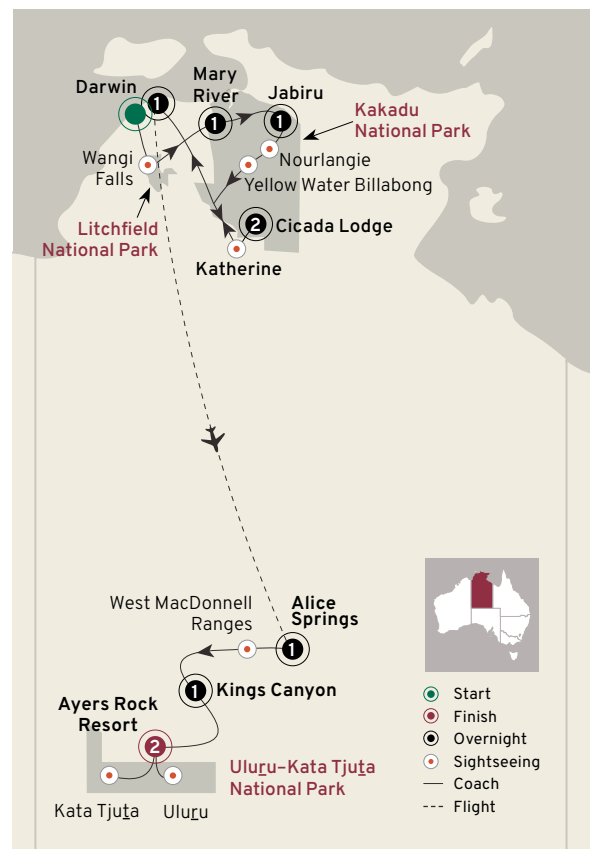 Darwin
1
Mary
River
1
Jabiru
1
Kakadu
National Park
Wangi
Falls
Nourlangie
Yellow Water Billabong
Litchfield
National Park
2
Cicada Lodge
Katherine
West MacDonnell
Ranges
Alice
Springs
1
1
Kings Canyon
Ayers Rock
Resort
2
Uluṟu–Kata Tjuṯa
National Park
Kata Tjuṯa
Uluṟu
Start
Finish
Overnight
Sightseeing
Coach
Flight